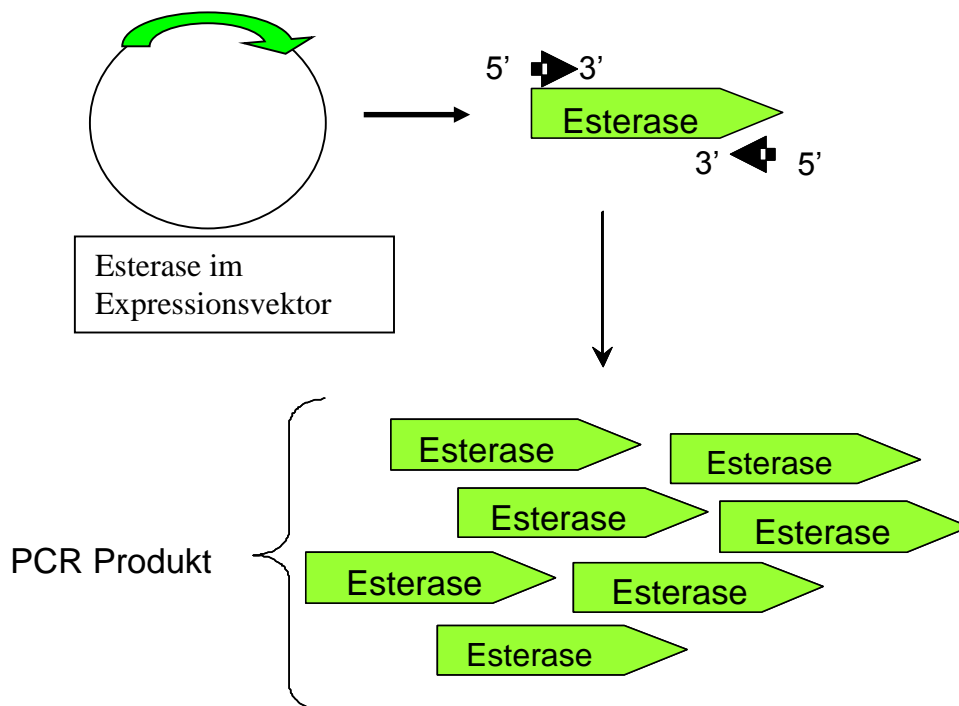 5’ 3’
Esterase
3’ 5’
Esterase im
Expressionsvektor
Esterase
Esterase
Esterase
Esterase
PCR Produkt
Esterase
Esterase
Esterase